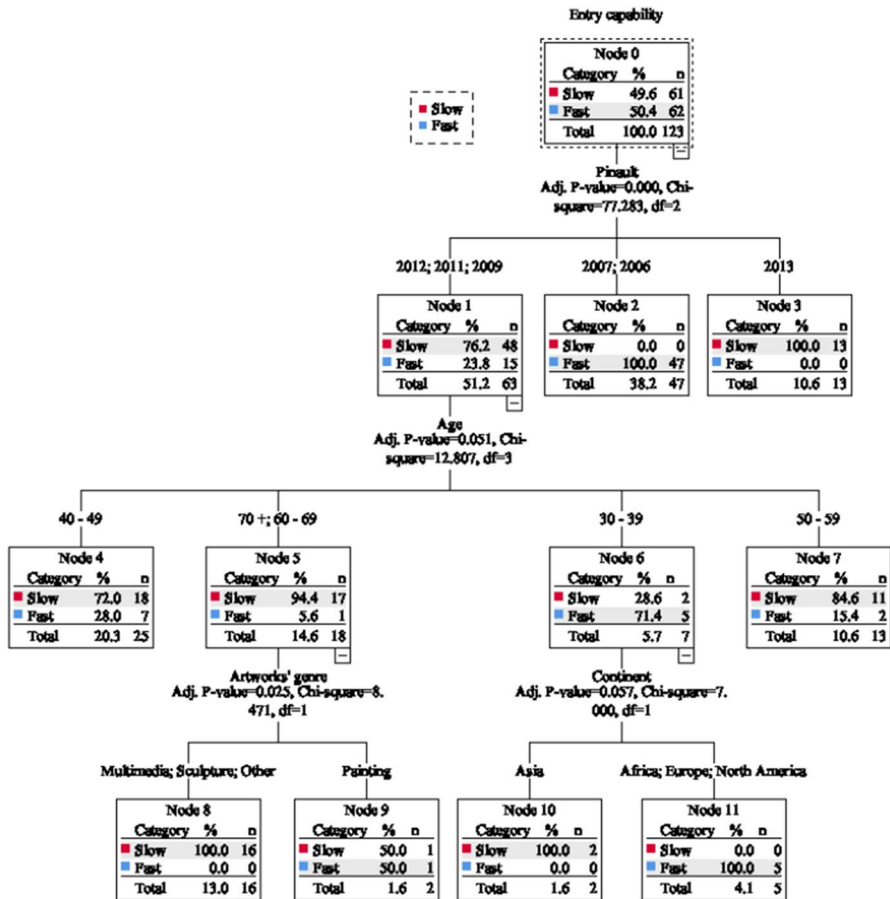 Entry capability
Node 0
Category % n
Slow 49.6 61
Fast 50.4 62
Total 100.0 123
Slow
Fast
Pinault
Adj. P-value=0.000, Chi-
square=77.283, df=2
2012; 2011; 2009
2007; 2006
2013
Node 1
Category % n
Slow 76.2 48
Fast 23.8 15
Total 51.2 63
Node 2
Category % n
Slow 0.0 0
Fast 100.0 47
Total 38.2 47
Node 3
Category % n
Slow 100.0 13
Fast 0.0 0
Total 10.6 13
Age
Adj. P-value=0.051, Chi-
square=12.807, df=3
40 - 49
70 +; 60 - 69
30 - 39
50 - 59
Node 4
Category % n
Slow 72.0 18
Fast 28.0 7
Total 20.3 25
Node 5
Category % n
Slow 94.4 17
Fast 5.6 1
Total 14.6 18
Node 6
Category % n
Slow 28.6 2
Fast 71.4 5
Total 5.7 7
Node 7
Category % n
Slow 84.6 11
Fast 15.4 2
Total 10.6 13
Artworks' genre
Adj. P-value=0.025, Chi-square=8.
471, df=1
Continent
Adj. P-value=0.057, Chi-square=7.
000, df=1
Multimedia; Sculpture; Other
Painting
Asia
Africa; Europe; North America
Node 8
Category % n
Slow 100.0 16
Fast 0.0 0
Total 13.0 16
Node 9
Category % n
Slow 50.0 1
Fast 50.0 1
Total 1.6 2
Node 10
Category % n
Slow 100.0 2
Fast 0.0 0
Total 1.6 2
Node 11
Category % n
Slow 0.0 0
Fast 100.0 5
Total 4.1 5